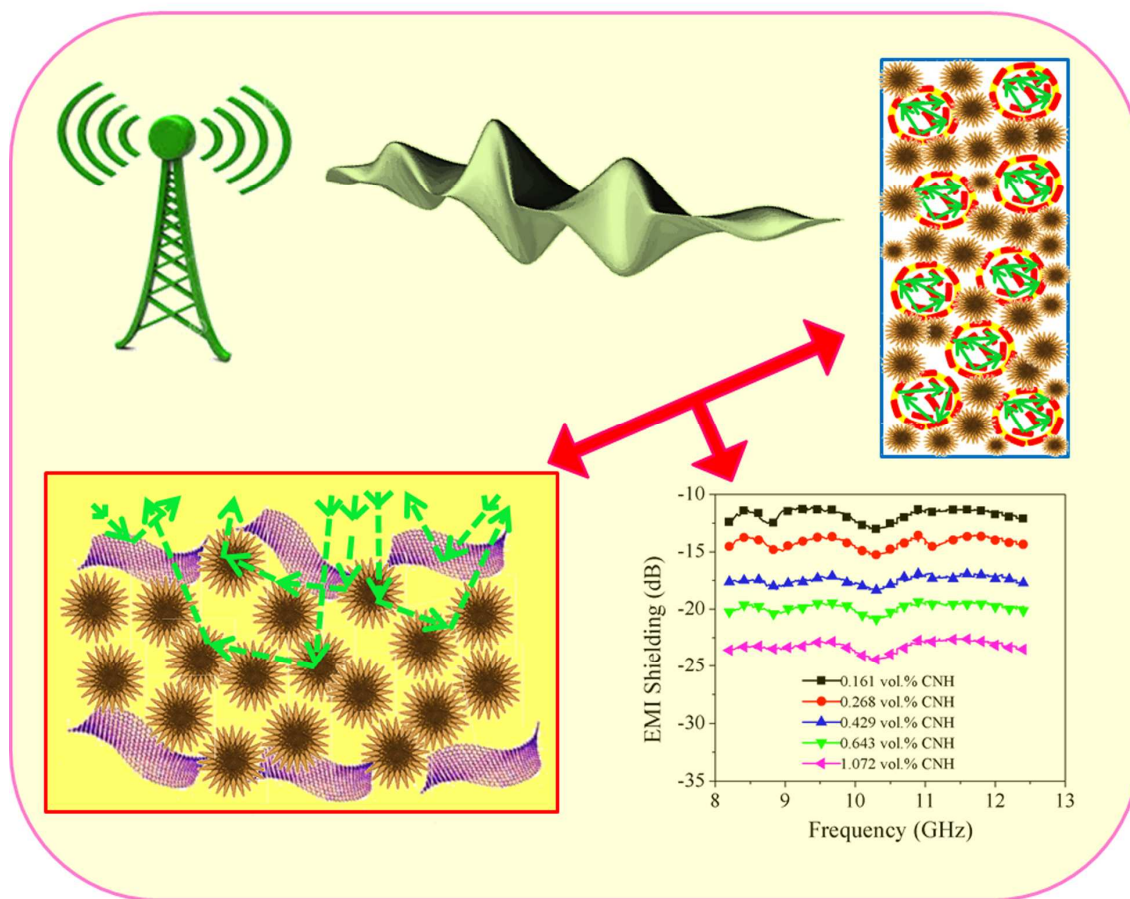 -10
-15
-20
-25
-30
-35
EMI Shielding (dB)
0.161 vol.% CNH
0.268 vol.% CNH
0.429 vol.% CNH
0.643 vol.% CNH
1.072 vol.% CNH
8 9 10 11 12 13
Frequency (GHz)